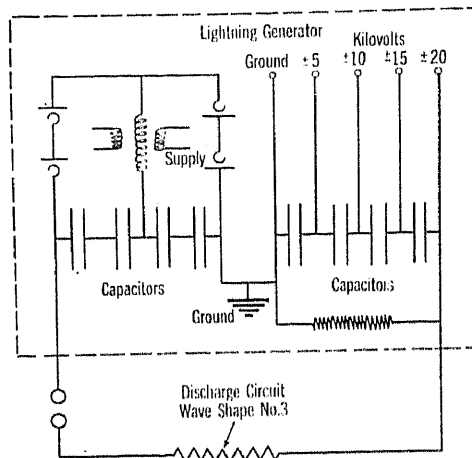 Lightning Generator
Kilovolts
Ground ±5 ±10 ±15 ±20
Supply
Capacitors
Capacitors
Ground
Discharge Circuit
Wave Shape No.3